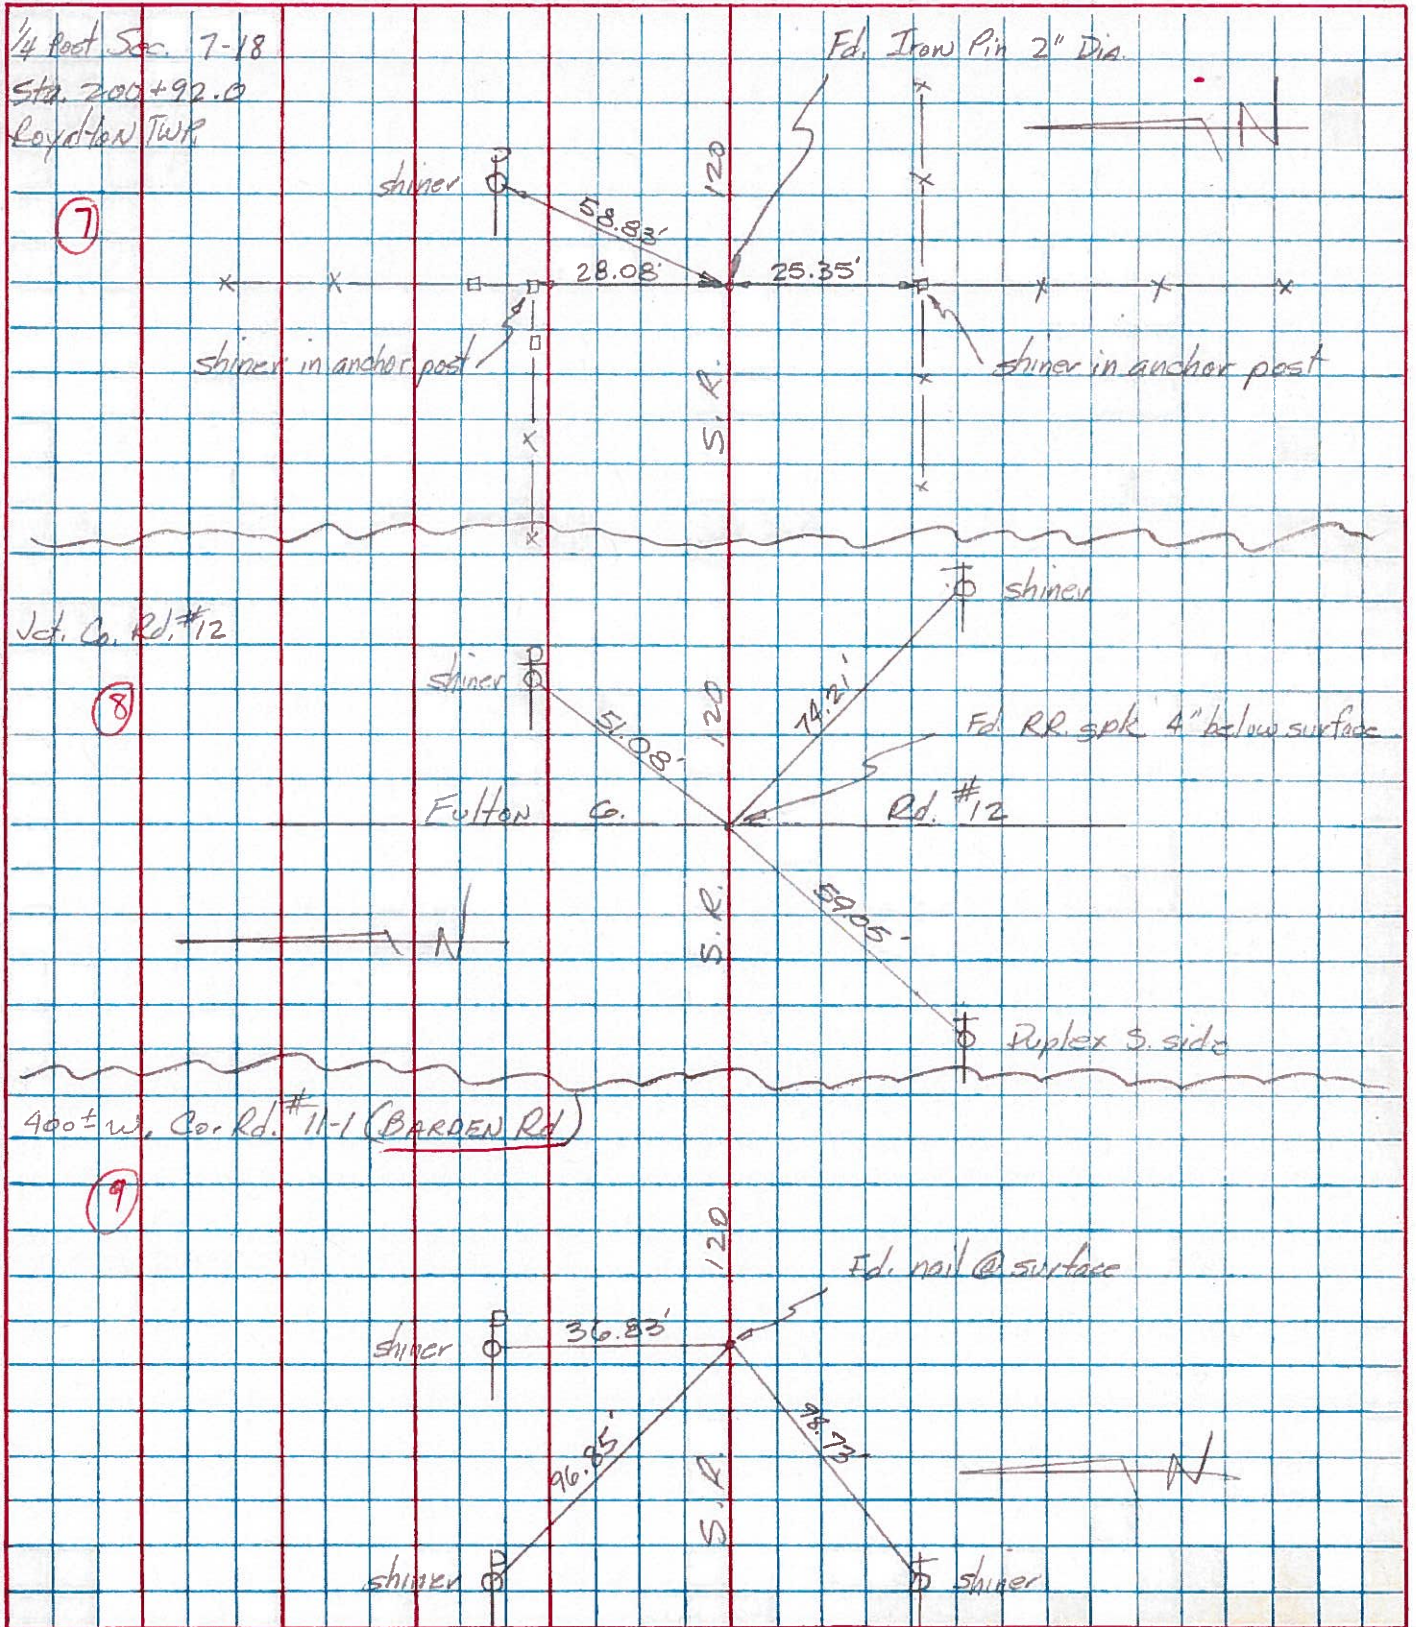 1/4 Post Sec. 7-18
Sta. 200+92.0
Royalton TWP.
7
Fd. Iron Pin 2" Dia.
N
shiner
120
58.83'
28.08'
25.35'
shiner in anchor post
shiner in anchor post
S. R.
Jct. Co. Rd. #12
8
shiner
shiner
120
51.08'
74.21'
Fd. RR. spk 4" below surface
Fulton Co. Rd. #12
N
S. R.
59.05'
Duplex S. side
400± W. Co. Rd. #11-1 (BARDEN Rd)
9
120
Fd. nail @ surface
shiner
36.83'
96.85'
98.73'
S. R.
N
shiner
shiner